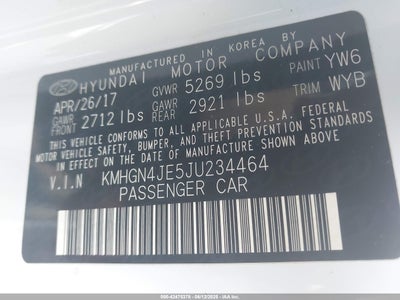 MANUFACTURED IN KOREA BY
HYUNDAI MOTOR COMPANY
APR/26/17 GVWR 5269 lbs PAINT YW6
GAWR FRONT 2712 lbs GAWR REAR 2921 lbs TRIM WYB
THIS VEHICLE CONFORMS TO ALL APPLICABLE U.S.A. FEDERAL
MOTOR VEHICLE SAFETY, BUMPER, AND THEFT PREVENTION
STANDARDS IN EFFECT ON THE DATE OF MANUFACTURE SHOWN ABOVE.
V.I.N KMHGN4JE5JU234464
PASSENGER CAR